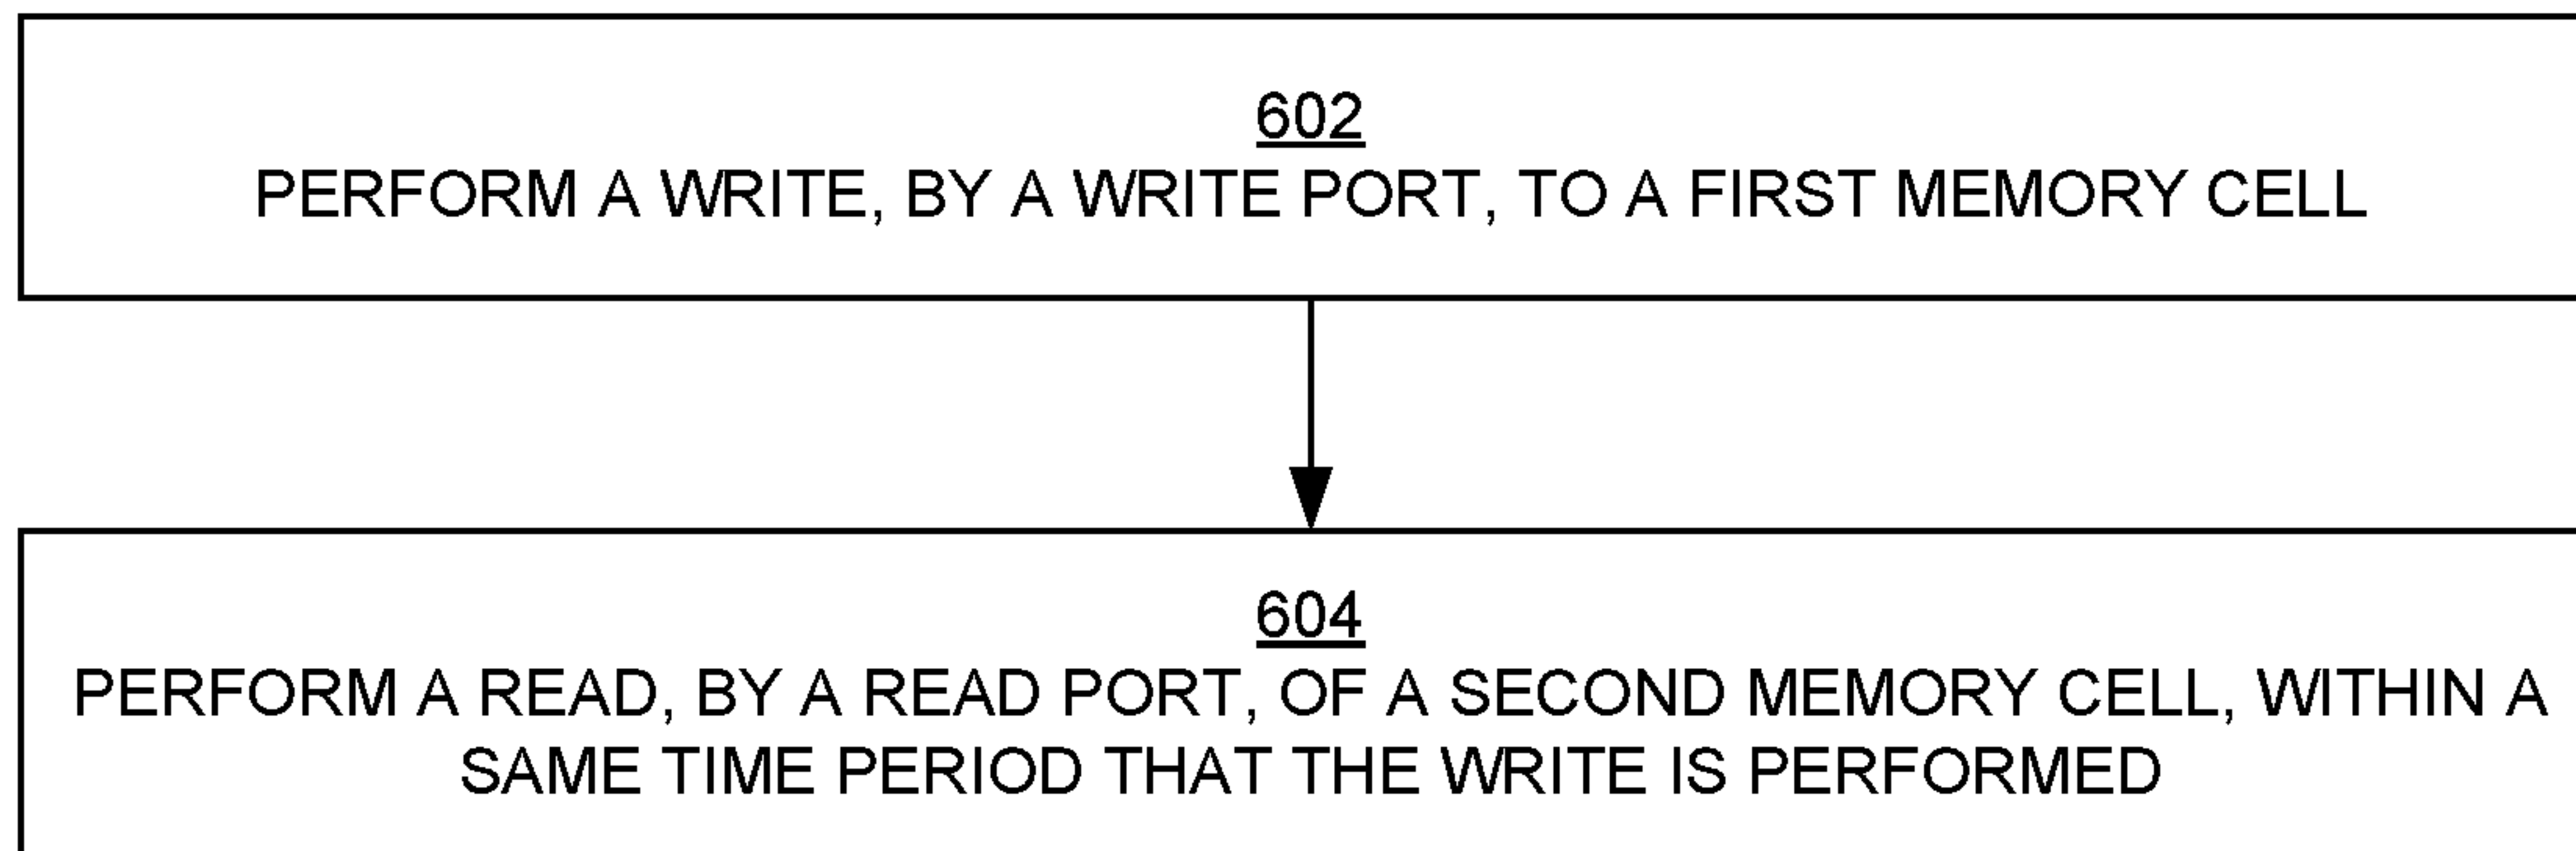 602
PERFORM A WRITE, BY A WRITE PORT, TO A FIRST MEMORY CELL
604
PERFORM A READ, BY A READ PORT, OF A SECOND MEMORY CELL, WITHIN A
SAME TIME PERIOD THAT THE WRITE IS PERFORMED